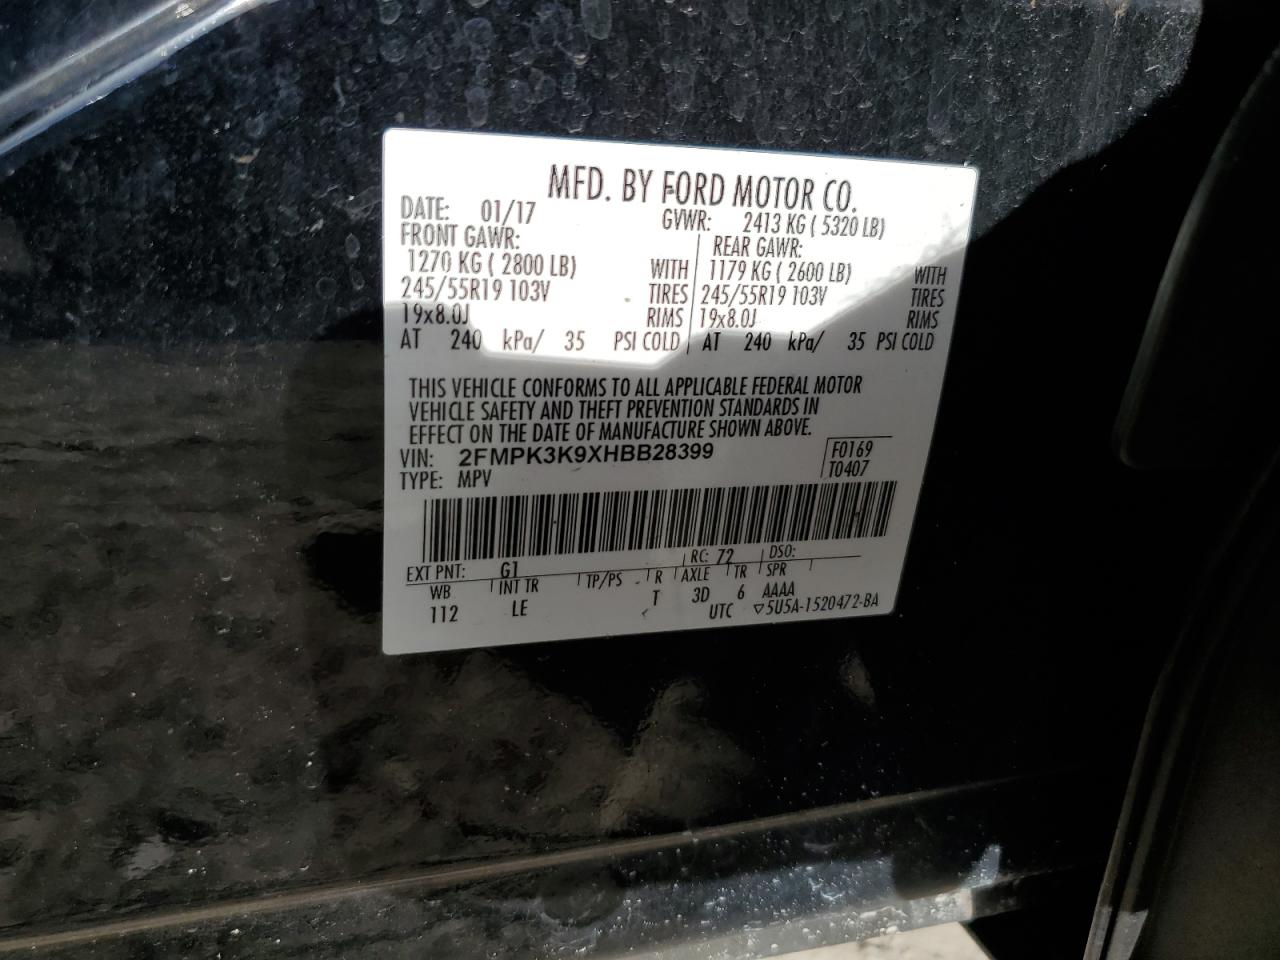 MFD. BY FORD MOTOR CO.
DATE: 01/17 GVWR: 2413 KG ( 5320 LB)
FRONT GAWR: REAR GAWR:
1270 KG ( 2800 LB) WITH 1179 KG ( 2600 LB) WITH
245/55R19 103V TIRES 245/55R19 103V TIRES
19x8.0J RIMS 19x8.0J RIMS
AT 240 kPa/ 35 PSI COLD AT 240 kPa/ 35 PSI COLD
THIS VEHICLE CONFORMS TO ALL APPLICABLE FEDERAL MOTOR
VEHICLE SAFETY AND THEFT PREVENTION STANDARDS IN
EFFECT ON THE DATE OF MANUFACTURE SHOWN ABOVE.
VIN: 2FMPK3K9XHBB28399 F0169
TYPE: MPV T0407
EXT PNT: G1 RC: 72 DSO:
WB INT TR TP/PS R AXLE TR SPR
112 LE T 3D 6 AAAA
UTC ▽5U5A-1520472-BA